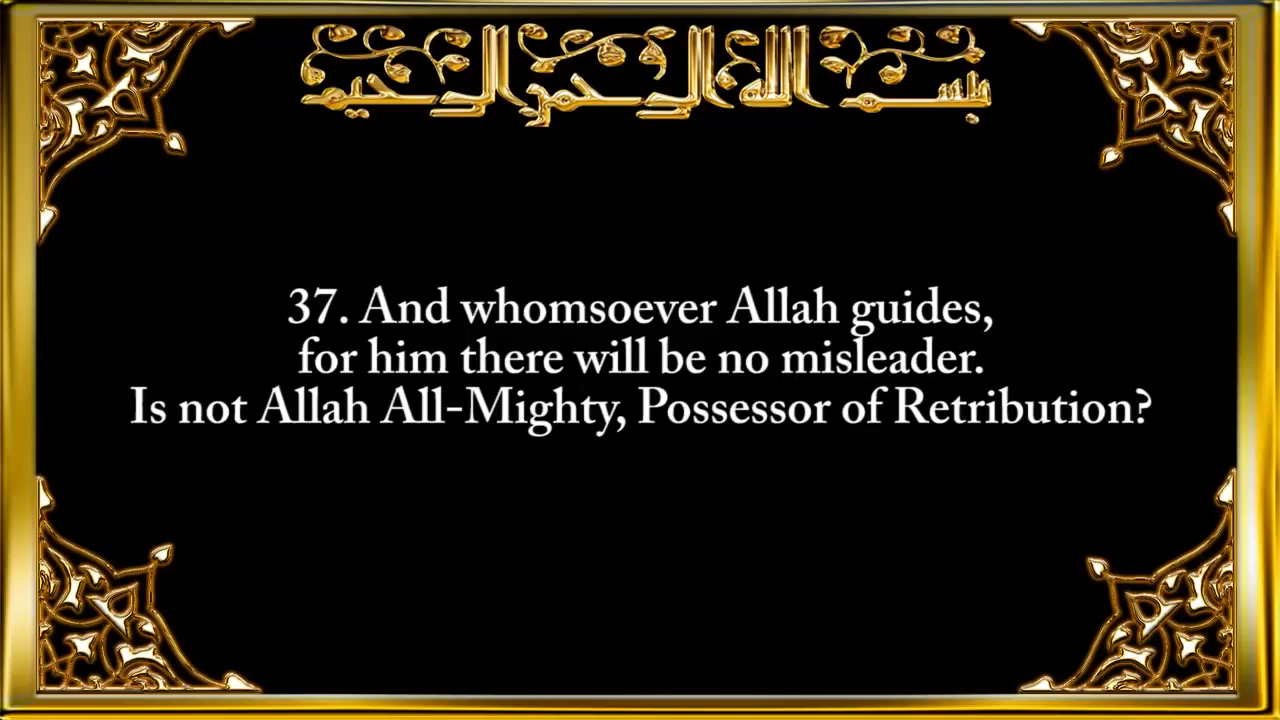 بسم الله الرحمن الرحيم
37. And whomsoever Allah guides,
for him there will be no misleader.
Is not Allah All-Mighty, Possessor of Retribution?